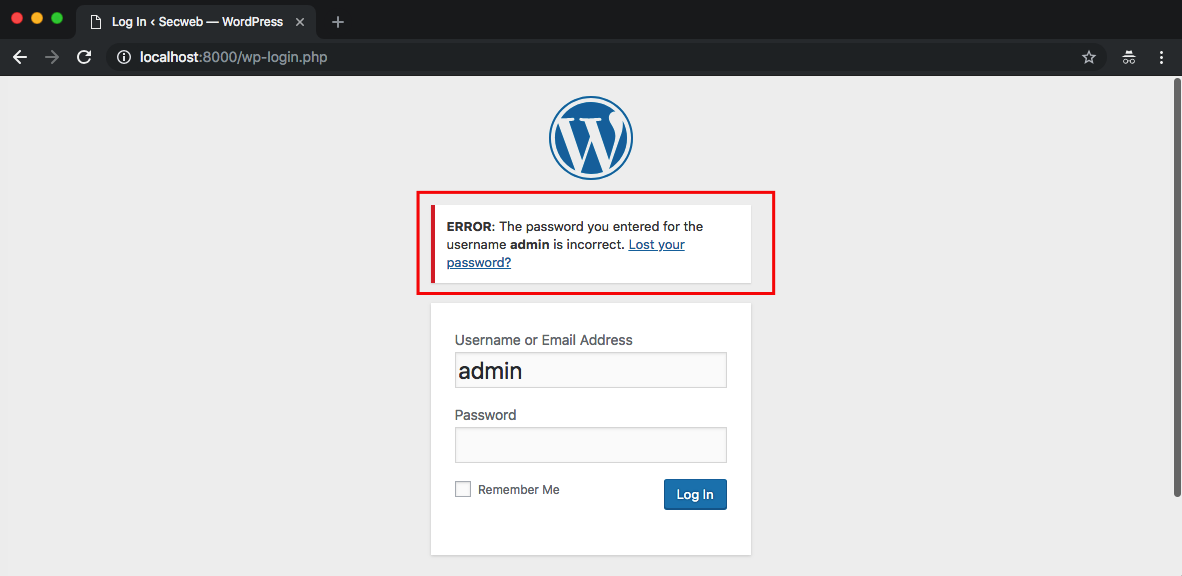 Log In ‹ Secweb — WordPress
localhost:8000/wp-login.php
ERROR: The password you entered for the
username admin is incorrect. Lost your
password?
Username or Email Address
admin
Password
Remember Me
Log In